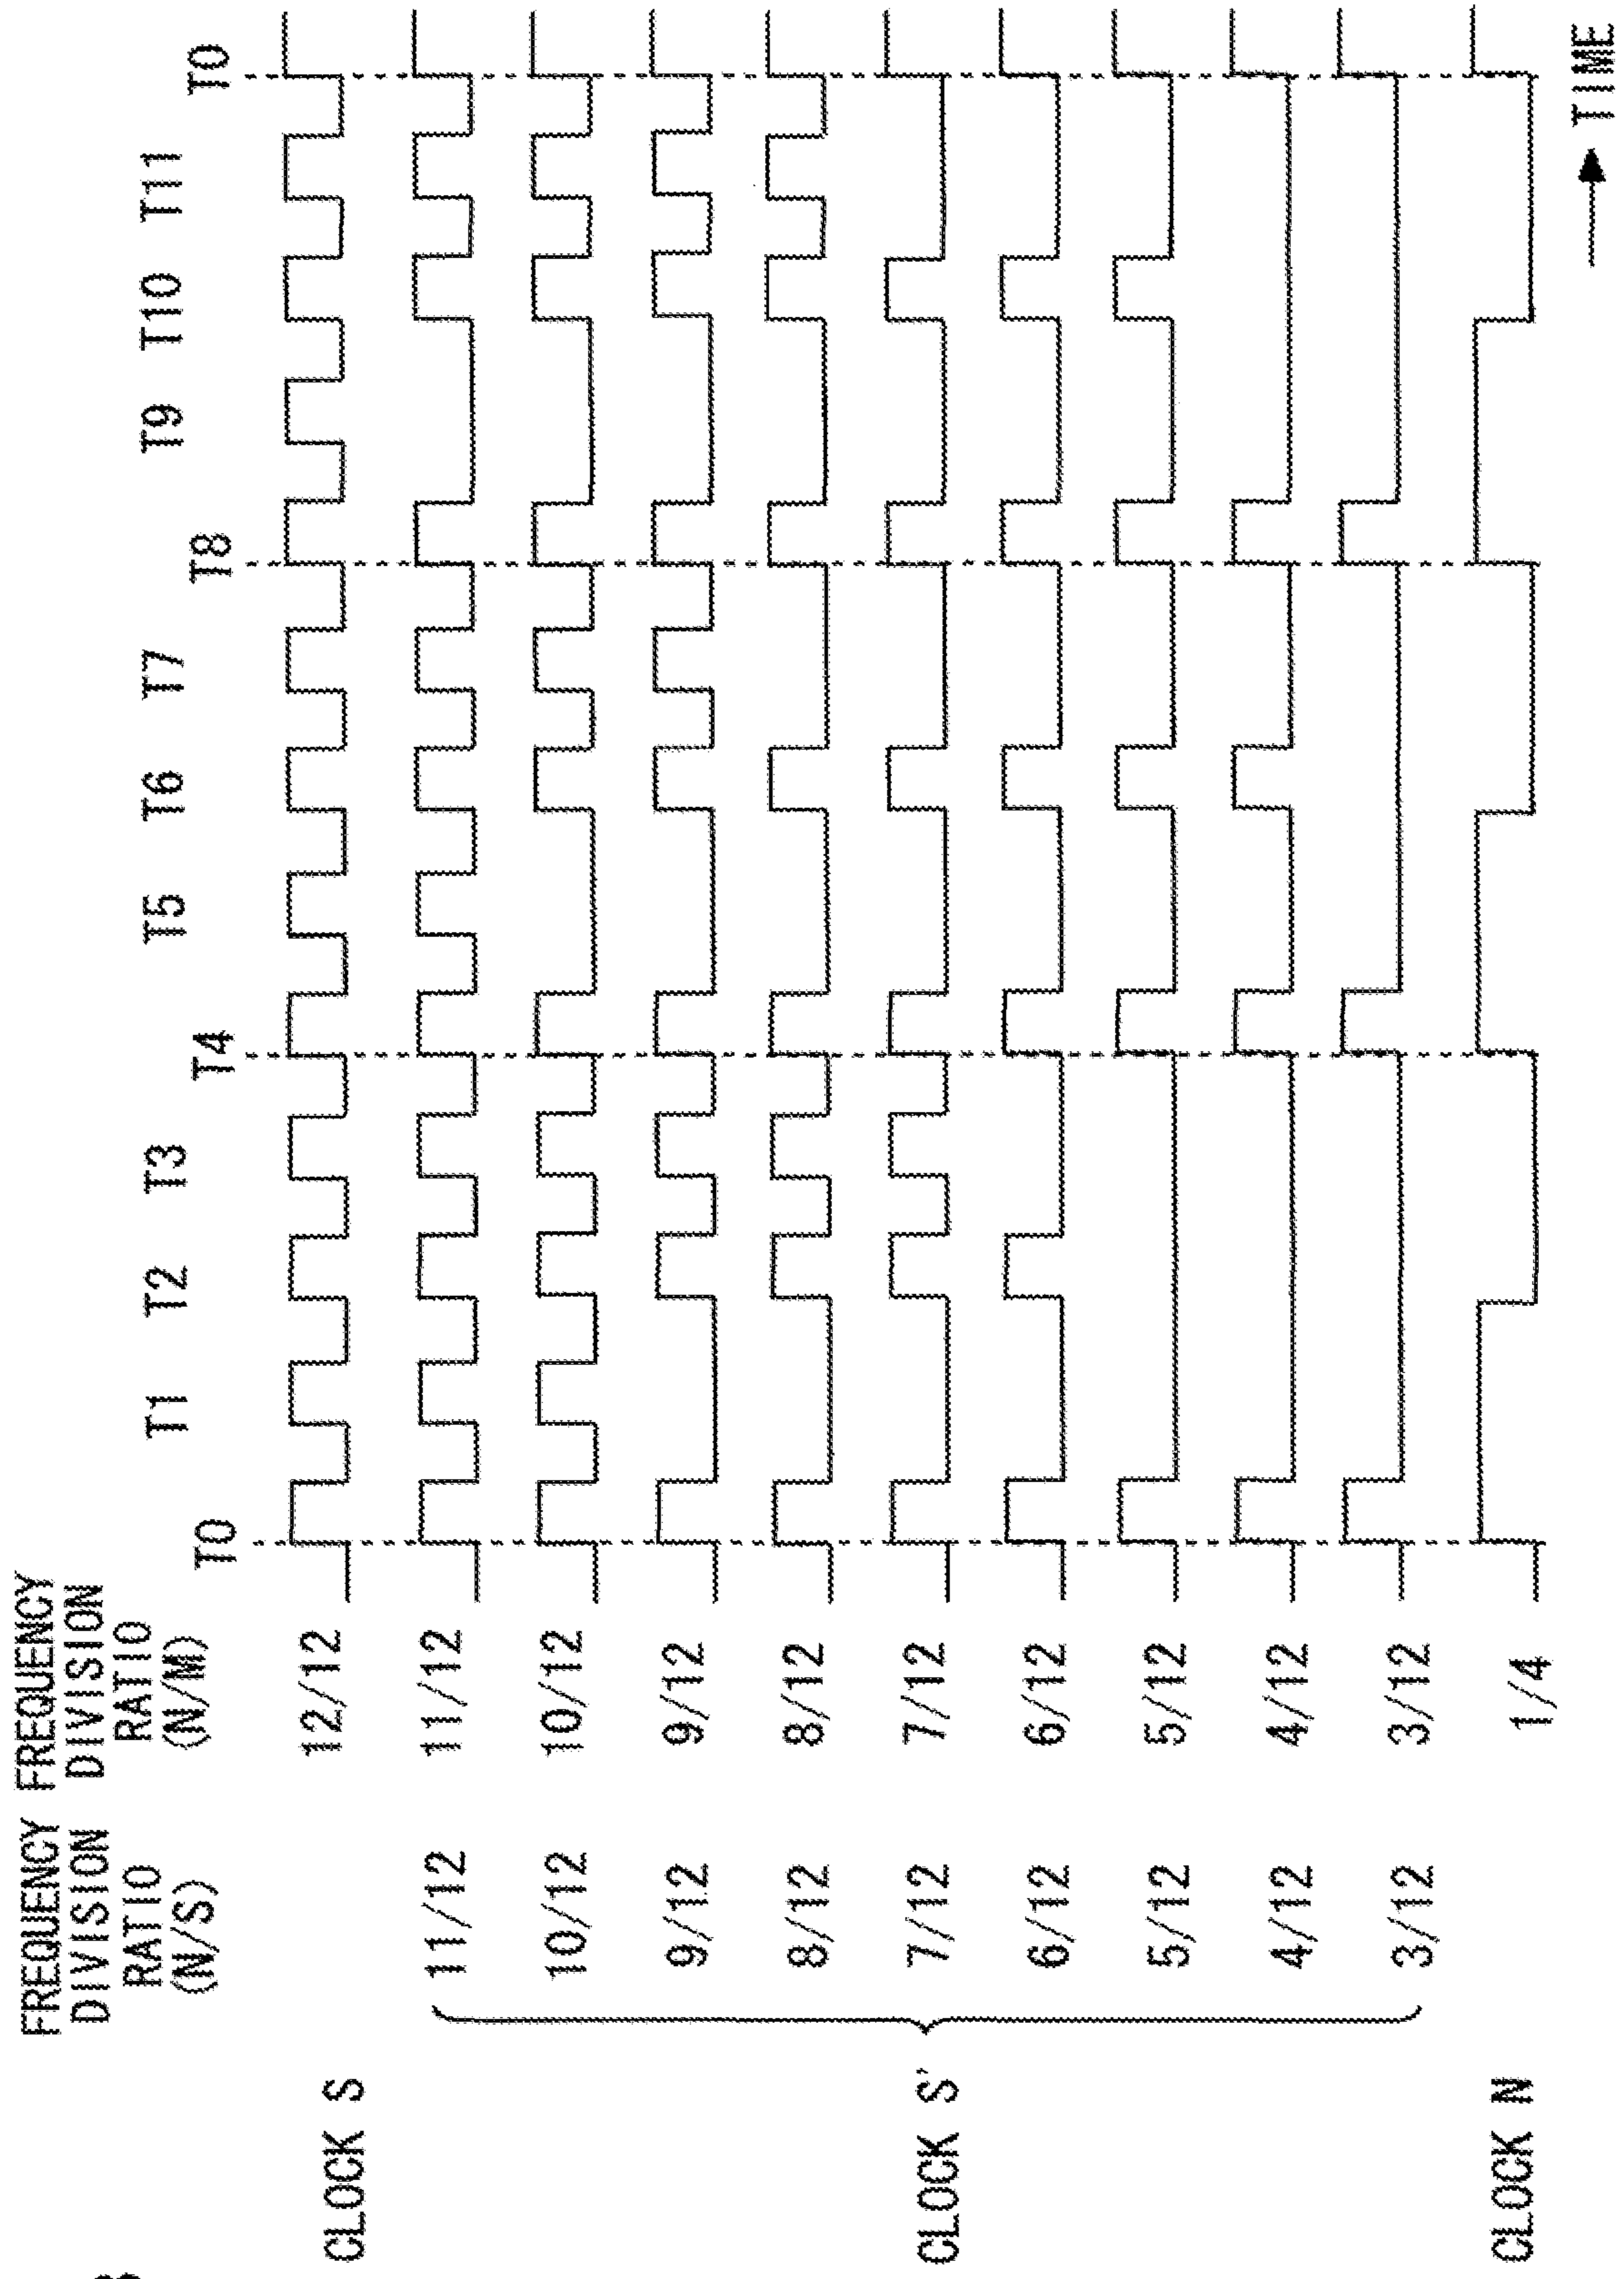 FREQUENCY DIVISION RATIO (N/S)
FREQUENCY DIVISION RATIO (N/M)
T0 T1 T2 T3 T4 T5 T6 T7 T8 T9 T10 T11 T0
CLOCK S 12/12
11/12 11/12
10/12 10/12
9/12 9/12
8/12 8/12
CLOCK S' 7/12 7/12
6/12 6/12
5/12 5/12
4/12 4/12
3/12 3/12
CLOCK N 1/4
TIME